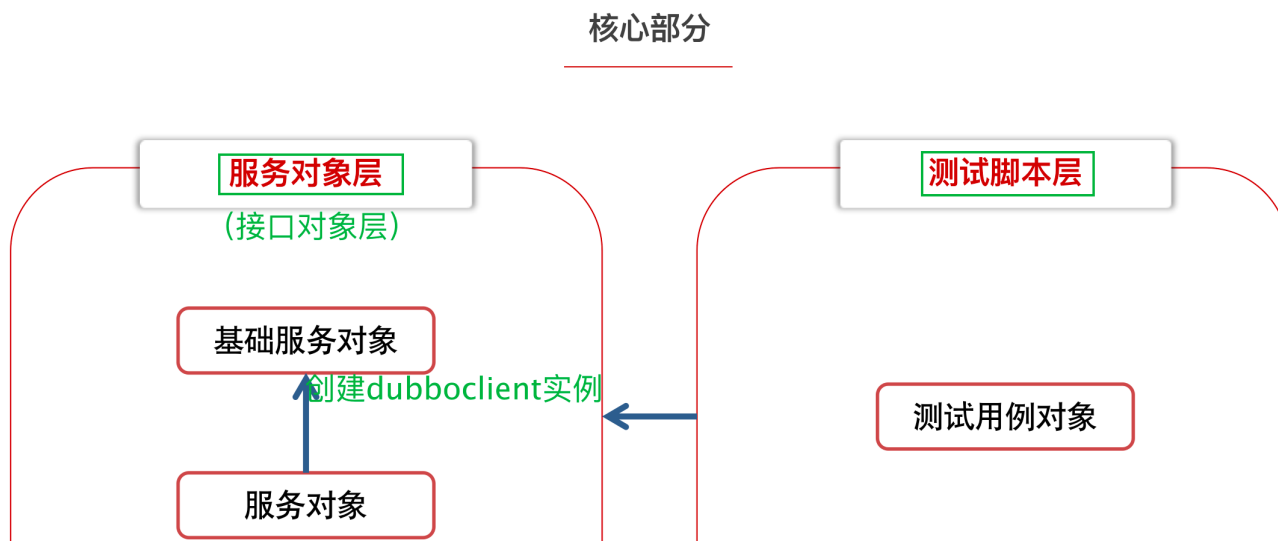 核心部分
服务对象层
(接口对象层)
基础服务对象
创建dubboclient实例
服务对象
测试脚本层
测试用例对象